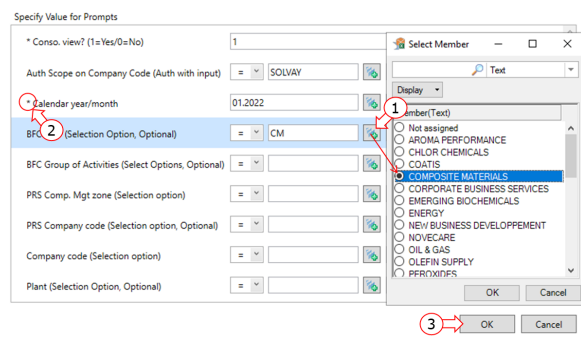 Specify Value for Prompts
* Conso. view? (1=Yes/0=No) 1
Auth Scope on Company Code (Auth with input) = SOLVAY
* Calendar year/month 01.2022
BFC (Selection Option, Optional) = CM
BFC Group of Activities (Select Options, Optional) =
PRS Comp. Mgt zone (Selection option) =
PRS Company code (Selection option, Optional) =
Company code (Selection option) =
Plant (Selection Option, Optional) =
1
2
Select Member
Text
Display
Member(Text)
Not assigned
AROMA PERFORMANCE
CHLOR CHEMICALS
COATIS
COMPOSITE MATERIALS
CORPORATE BUSINESS SERVICES
EMERGING BIOCHEMICALS
ENERGY
NEW BUSINESS DEVELOPPEMENT
NOVECARE
OIL & GAS
OLEFIN SUPPLY
PEROXIDES
OK Cancel
3 OK Cancel